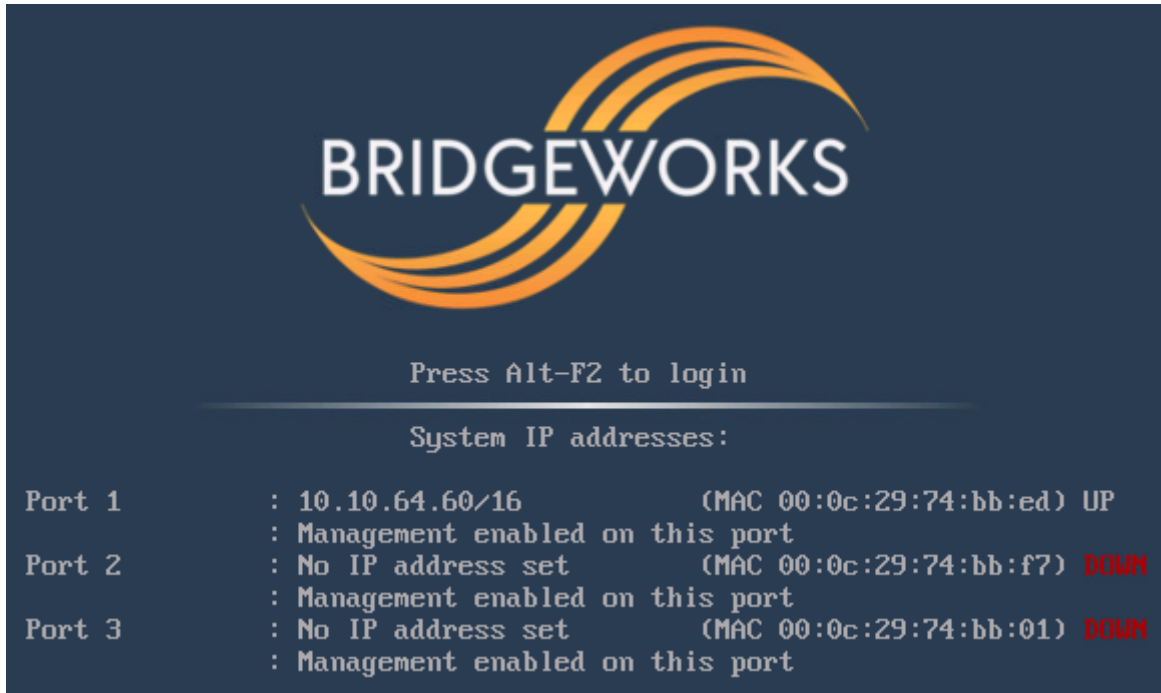 BRIDGEWORKS
Press Alt-F2 to login
System IP addresses:
Port 1 : 10.10.64.60/16 (MAC 00:0c:29:74:bb:ed) UP
: Management enabled on this port
Port 2 : No IP address set (MAC 00:0c:29:74:bb:f7) DOWN
: Management enabled on this port
Port 3 : No IP address set (MAC 00:0c:29:74:bb:01) DOWN
: Management enabled on this port